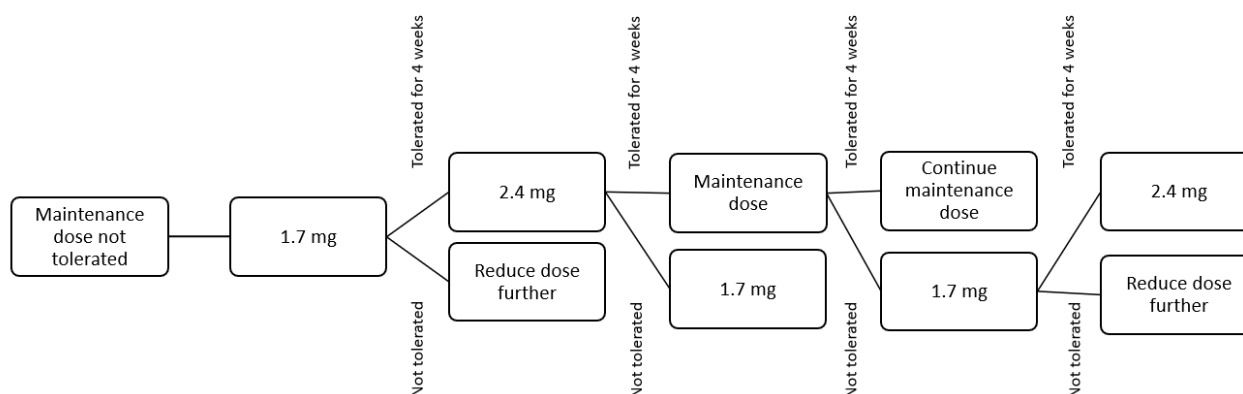 Maintenance
dose not
tolerated
1.7 mg
Tolerated for 4 weeks
2.4 mg
Reduce dose
further
Not tolerated
Tolerated for 4 weeks
Maintenance
dose
1.7 mg
Not tolerated
Tolerated for 4 weeks
Continue
maintenance
dose
1.7 mg
Not tolerated
Tolerated for 4 weeks
2.4 mg
Reduce dose
further
Not tolerated